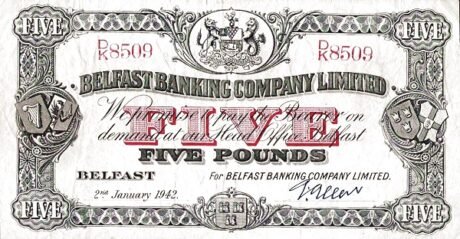 FIVE FIVE
D/K 8509 D/K 8509
BELFAST BANKING COMPANY LIMITED
We promise to pay the Bearer on
demand at our Head Office, Belfast
FIVE
FIVE POUNDS
BELFAST For BELFAST BANKING COMPANY LIMITED.
2nd January 1942.
FIVE FIVE